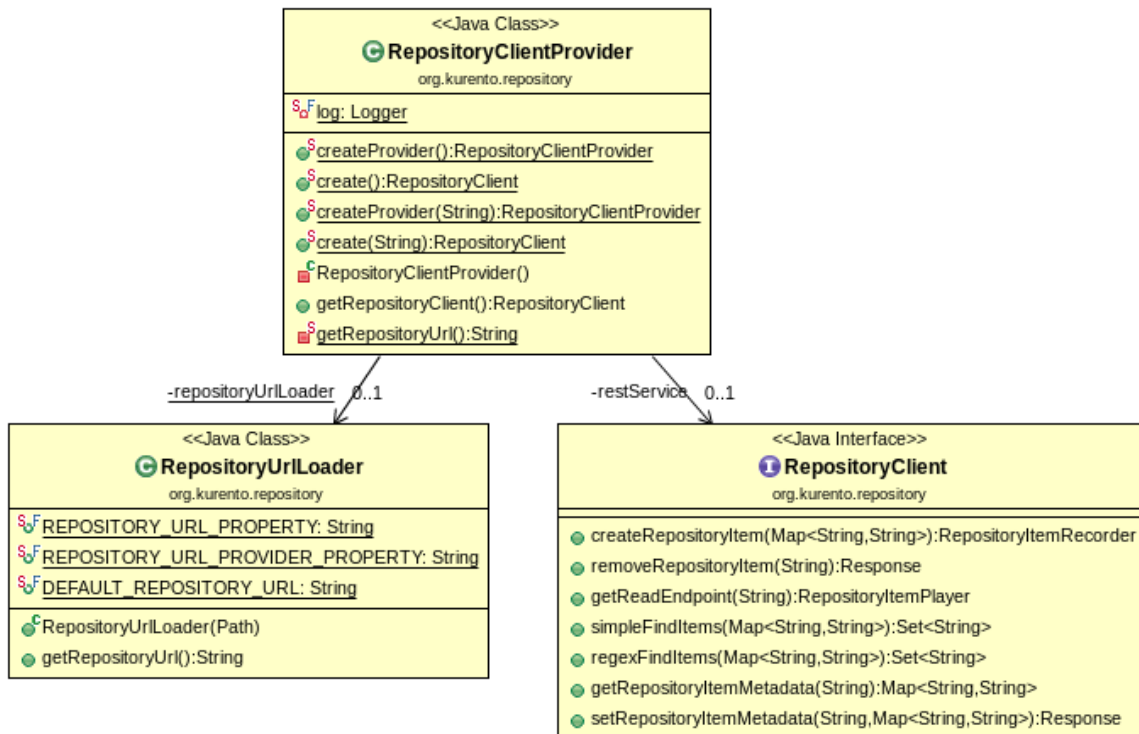 <<Java Class>>
C RepositoryClientProvider
org.kurento.repository
S F log: Logger
S createProvider():RepositoryClientProvider
S create():RepositoryClient
S createProvider(String):RepositoryClientProvider
S create(String):RepositoryClient
C RepositoryClientProvider()
getRepositoryClient():RepositoryClient
S getRepositoryUrl():String
-repositoryUrlLoader 0..1
-restService 0..1
<<Java Class>>
C RepositoryUrlLoader
org.kurento.repository
S F REPOSITORY_URL_PROPERTY: String
S F REPOSITORY_URL_PROVIDER_PROPERTY: String
S F DEFAULT_REPOSITORY_URL: String
C RepositoryUrlLoader(Path)
getRepositoryUrl():String
<<Java Interface>>
I RepositoryClient
org.kurento.repository
createRepositoryItem(Map<String,String>):RepositoryItemRecorder
removeRepositoryItem(String):Response
getReadEndpoint(String):RepositoryItemPlayer
simpleFindItems(Map<String,String>):Set<String>
regexFindItems(Map<String,String>):Set<String>
getRepositoryItemMetadata(String):Map<String,String>
setRepositoryItemMetadata(String,Map<String,String>):Response